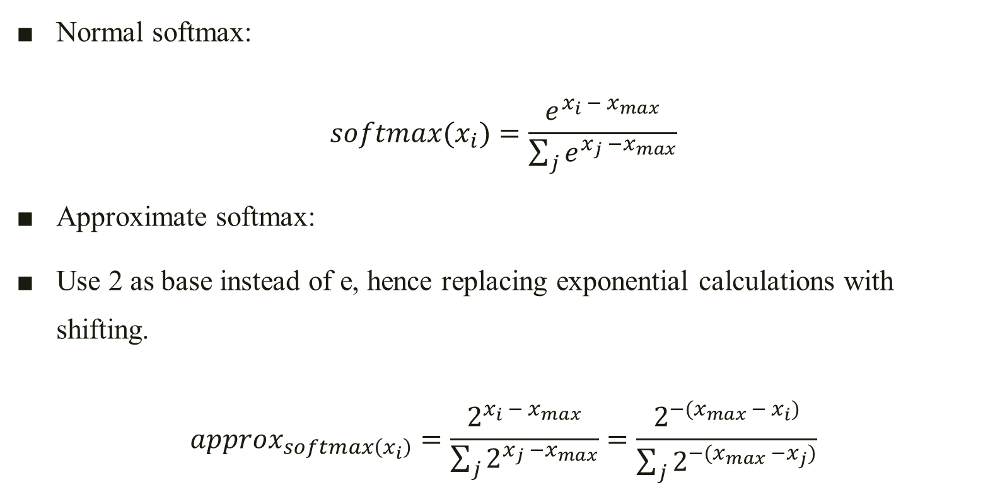 ■ Normal softmax:
$softmax(x_i) = \frac{e^{x_i - x_{max}}}{\sum_j e^{x_j - x_{max}}}$
■ Approximate softmax:
■ Use 2 as base instead of e, hence replacing exponential calculations with
shifting.
$approx_{softmax(x_i)} = \frac{2^{x_i - x_{max}}}{\sum_j 2^{x_j - x_{max}}} = \frac{2^{-(x_{max} - x_i)}}{\sum_j 2^{-(x_{max} - x_j)}}$